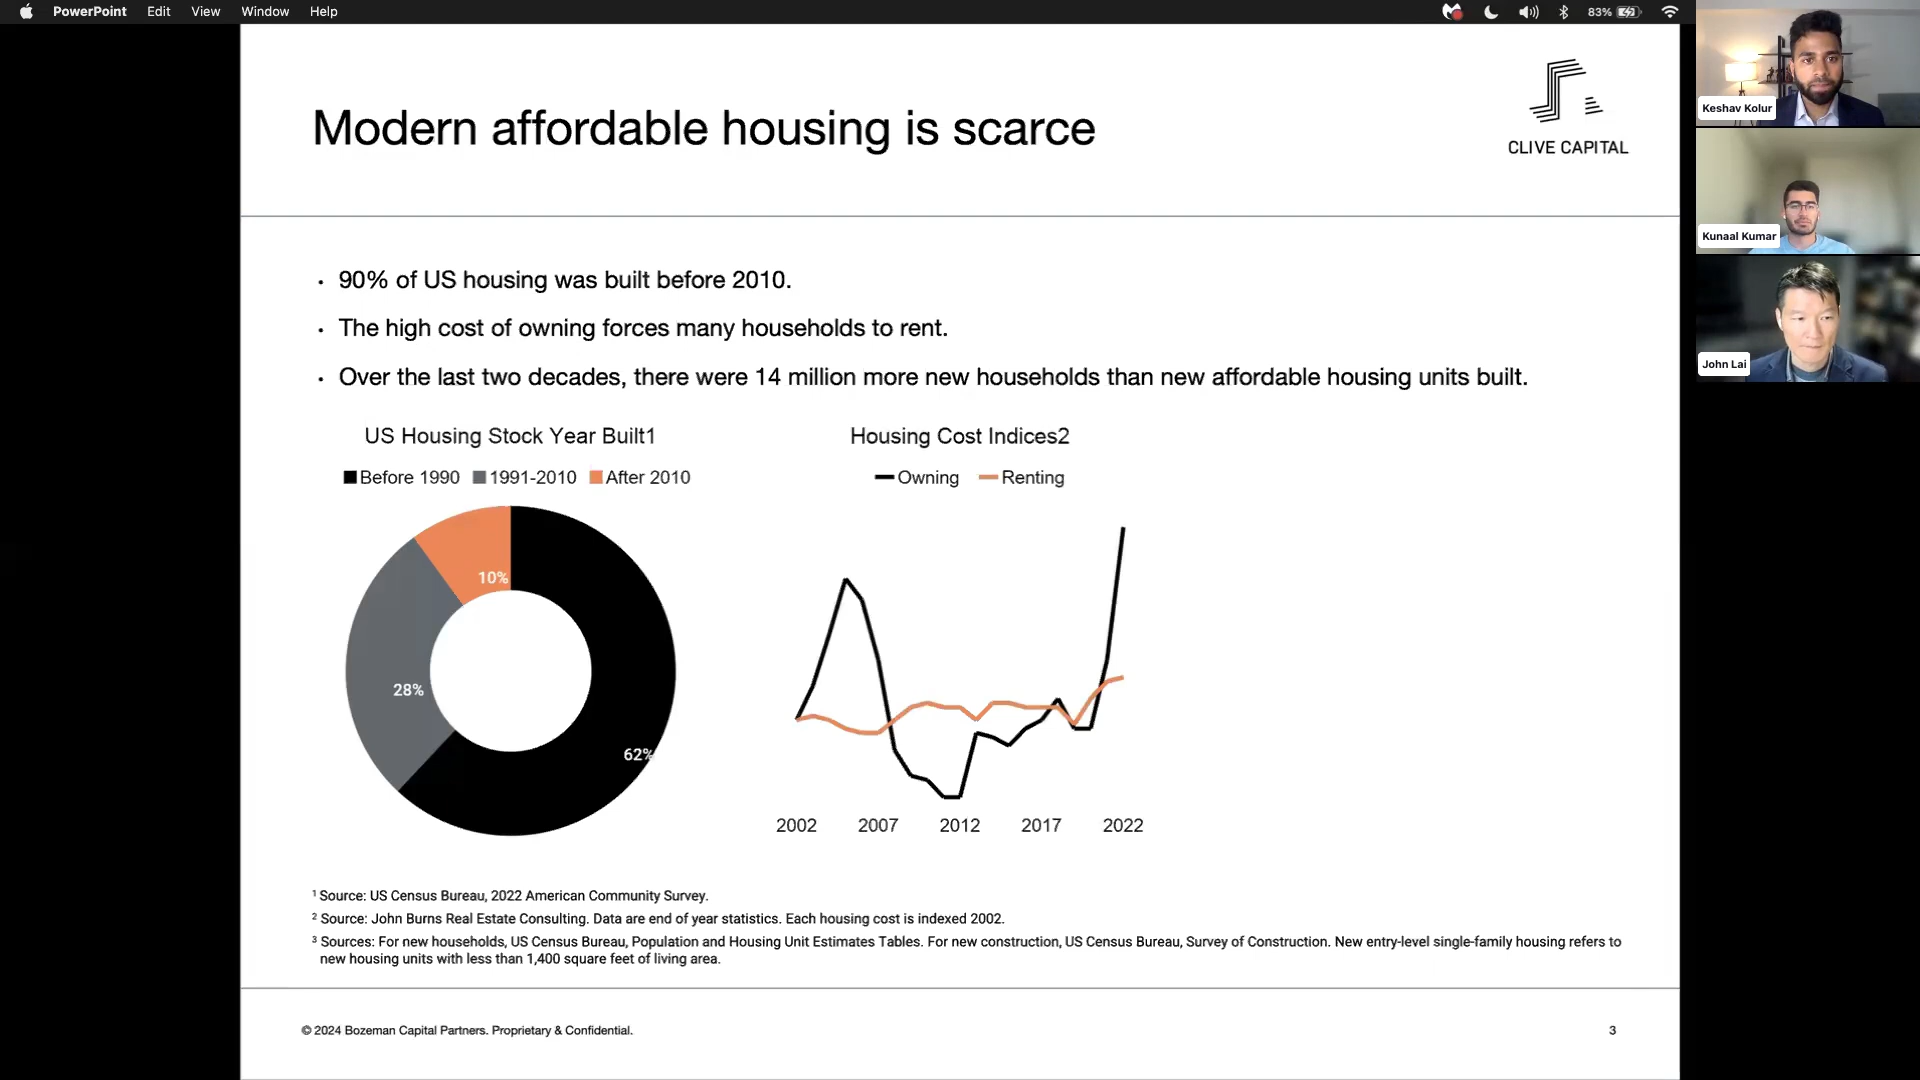 PowerPoint Edit View Window Help
83%
Keshav Kolur
Kunaal Kumar
John Lai
Modern affordable housing is scarce
CLIVE CAPITAL
• 90% of US housing was built before 2010.
• The high cost of owning forces many households to rent.
• Over the last two decades, there were 14 million more new households than new affordable housing units built.
US Housing Stock Year Built1
Before 1990 1991-2010 After 2010
10%
28%
62%
Housing Cost Indices2
Owning Renting
2002 2007 2012 2017 2022
1 Source: US Census Bureau, 2022 American Community Survey.
2 Source: John Burns Real Estate Consulting. Data are end of year statistics. Each housing cost is indexed 2002.
3 Sources: For new households, US Census Bureau, Population and Housing Unit Estimates Tables. For new construction, US Census Bureau, Survey of Construction. New entry-level single-family housing refers to
new housing units with less than 1,400 square feet of living area.
© 2024 Bozeman Capital Partners. Proprietary & Confidential.
3